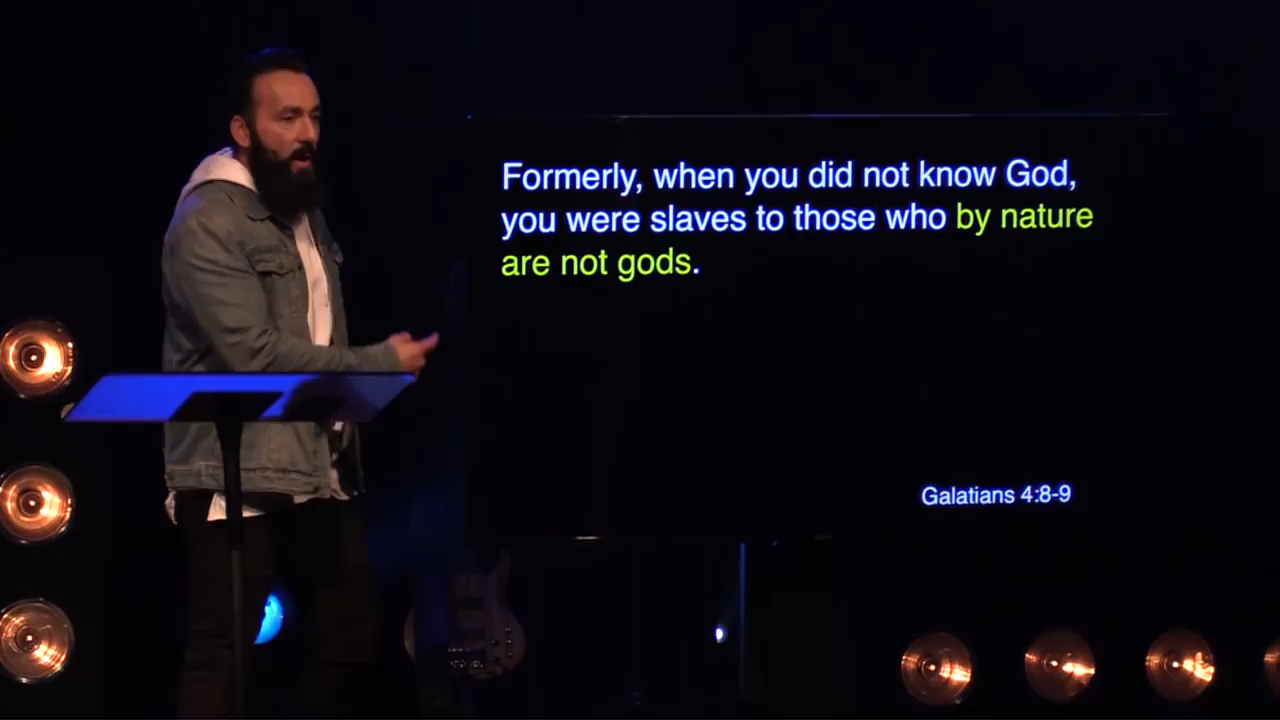 Formerly, when you did not know God,
you were slaves to those who by nature
are not gods.
Galatians 4:8-9